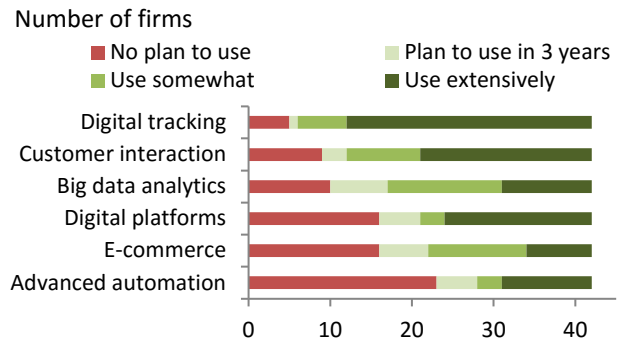 Number of firms
No plan to use
Plan to use in 3 years
Use somewhat
Use extensively
Digital tracking
Customer interaction
Big data analytics
Digital platforms
E-commerce
Advanced automation
0 10 20 30 40